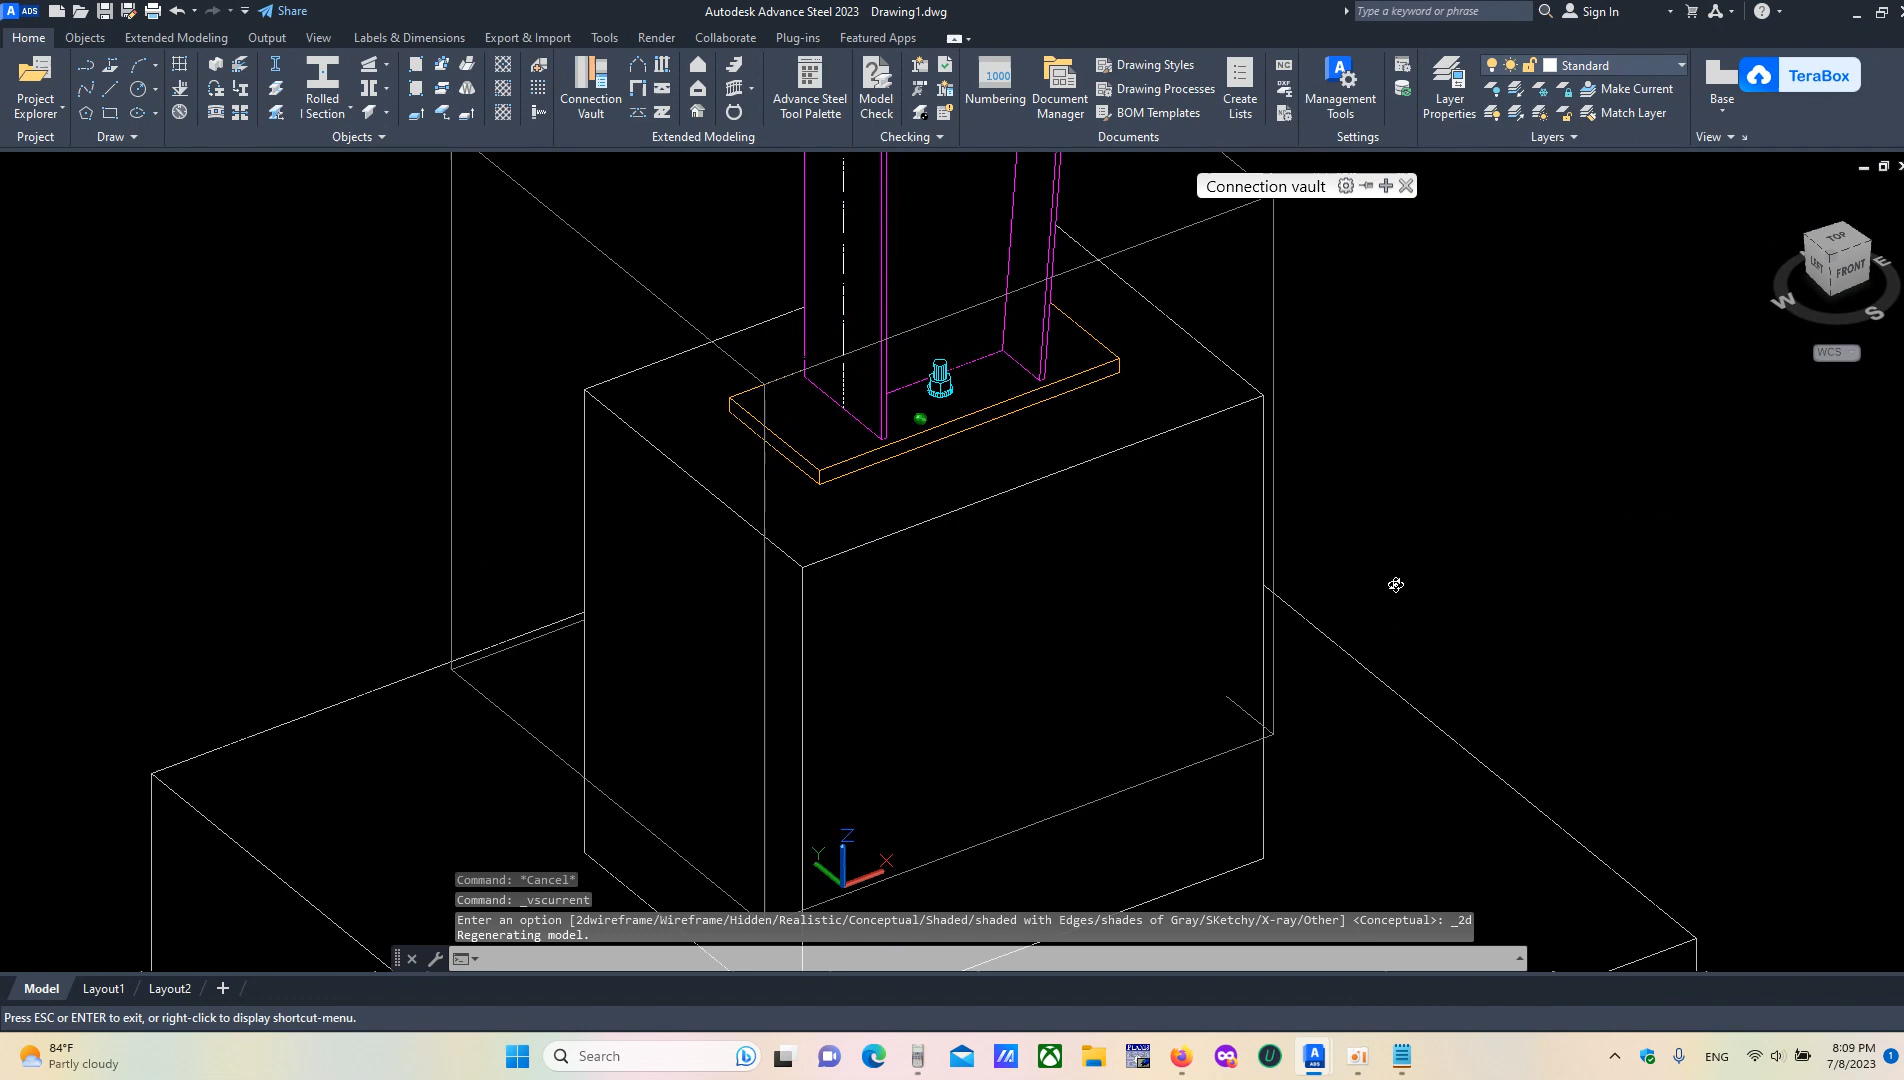 A ADS Share Autodesk Advance Steel 2023 Drawing1.dwg Type a keyword or phrase Sign In
Home Objects Extended Modeling Output View Labels & Dimensions Export & Import Tools Render Collaborate Plug-ins Featured Apps
Project Explorer
Rolled I Section
Connection Vault
Advance Steel Tool Palette
Model Check
1000
Numbering
Document Manager
Drawing Styles
Drawing Processes
BOM Templates
Create Lists
NC
DXF
Management Tools
Layer Properties
Standard
Make Current
Match Layer
Base
TeraBox
Project Draw Objects Extended Modeling Checking Documents Settings Layers View
Connection vault
TOP
LEFT
FRONT
E
W
S
WCS
Z
Y
X
Command: *Cancel*
Command: _vscurrent
Enter an option [2dwireframe/Wireframe/Hidden/Realistic/Conceptual/Shaded/shaded with Edges/shades of Gray/SKetchy/X-ray/Other] <Conceptual>: _2d
Regenerating model.
Model Layout1 Layout2 +
Press ESC or ENTER to exit, or right-click to display shortcut-menu.
84°F
Partly cloudy
Search
ENG
8:09 PM
7/8/2023
1